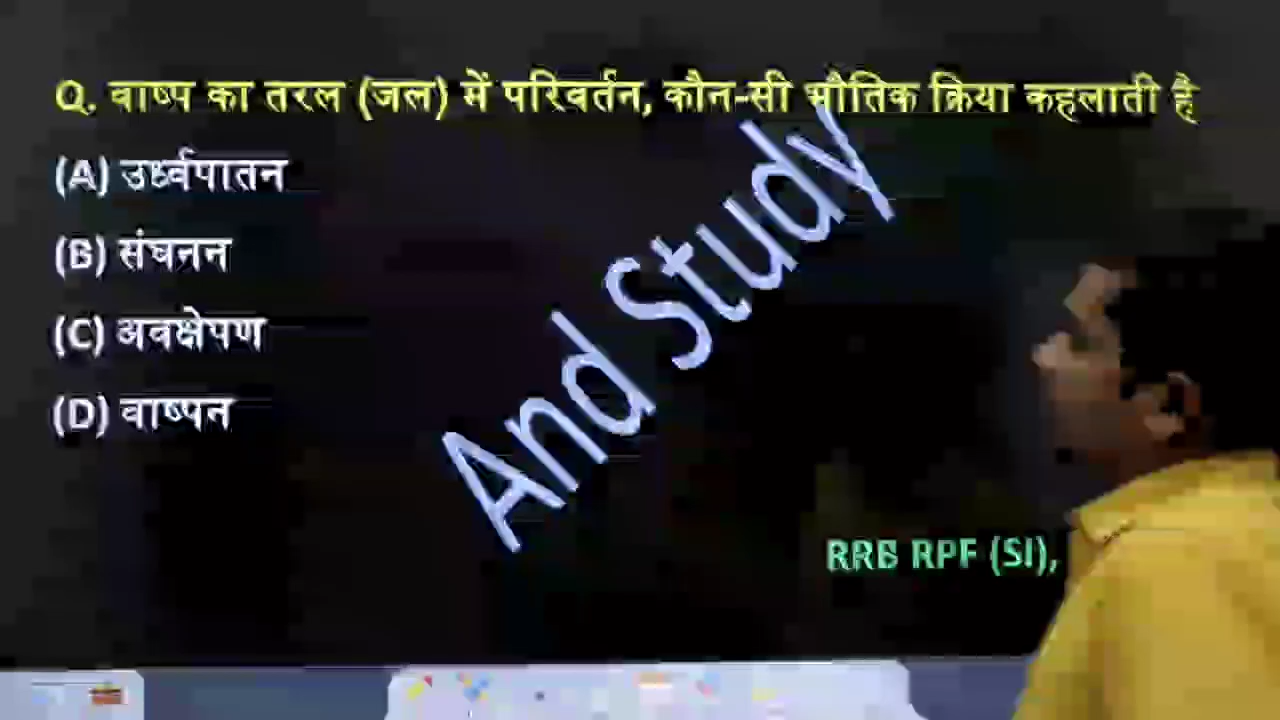 Q. वाष्प का तरल (जल) में परिवर्तन, कौन-सी भौतिक क्रिया कहलाती है
(A) उर्ध्वपातन
(B) संघनन
(C) अवक्षेपण
(D) वाष्पन
And Study
RRB RPF (SI),